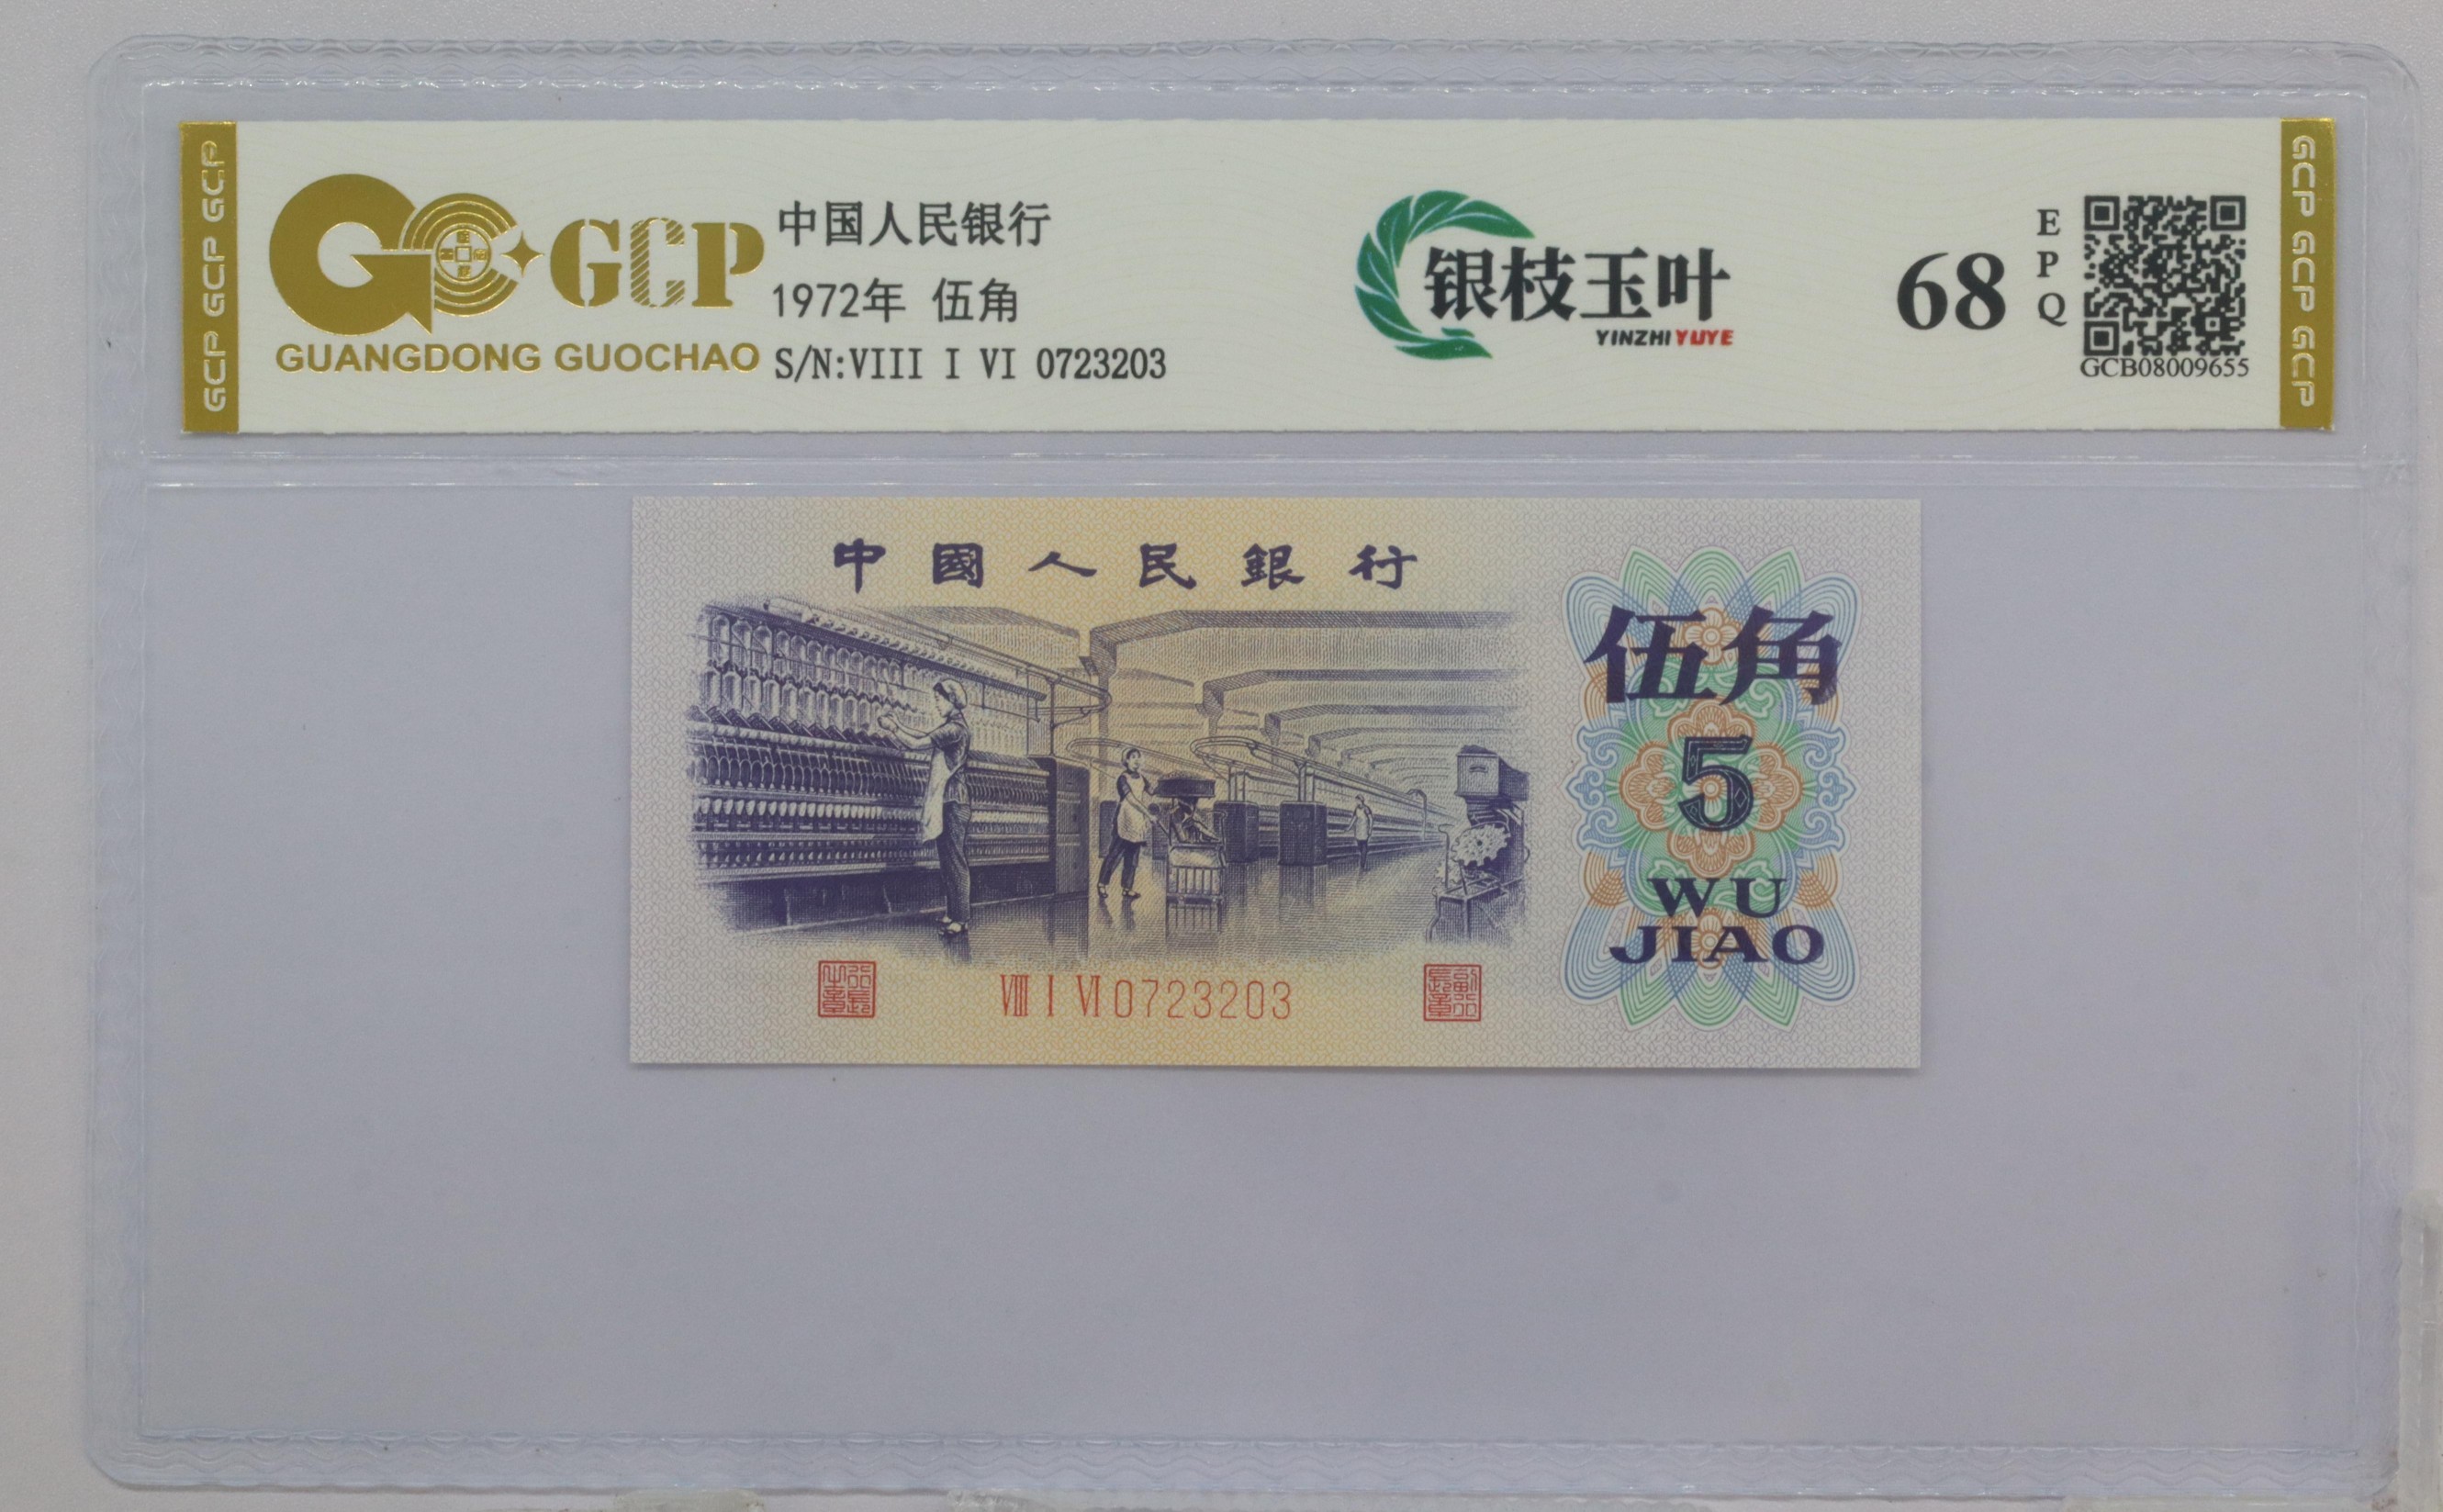 GCP GCP GCP
GCP
GUANGDONG GUOCHAO
中国人民银行
1972年 伍角
S/N:VIII I VI 0723203
银枝玉叶
YINZHI YUYE
68
EPQ
GCB08009655
GCP GCP GCP
中國人民銀行
伍角
5
WU
JIAO
VIII I VI 0723203